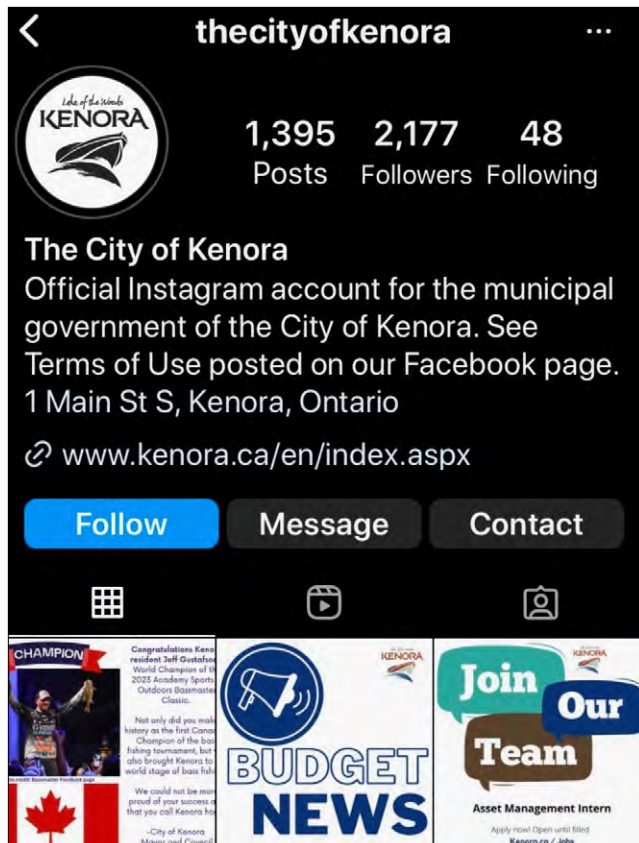 thecityofkenora
Lake of the Woods
KENORA
1,395 2,177 48
Posts Followers Following
The City of Kenora
Official Instagram account for the municipal
government of the City of Kenora. See
Terms of Use posted on our Facebook page.
1 Main St S, Kenora, Ontario
www.kenora.ca/en/index.aspx
Follow Message Contact
CHAMPION
Congratulations Keno
resident Jeff Gustafso
World Champion of th
2023 Academy Sports
Outdoors Bassmaste
Classic.
Not only did you mak
history as the first Canad
Champion of the bas
fishing tournament, but
also brought Kenora to
world stage of bass fishi
We could not be mor
proud of your success a
that you call Kenora ho
-City of Kenora
Mayor and Council
credit: Bassmaster Facebook page
KENORA
BUDGET
NEWS
KENORA
Join
Our
Team
Asset Management Intern
Apply now! Open until filled
Kenora.ca / Jobs